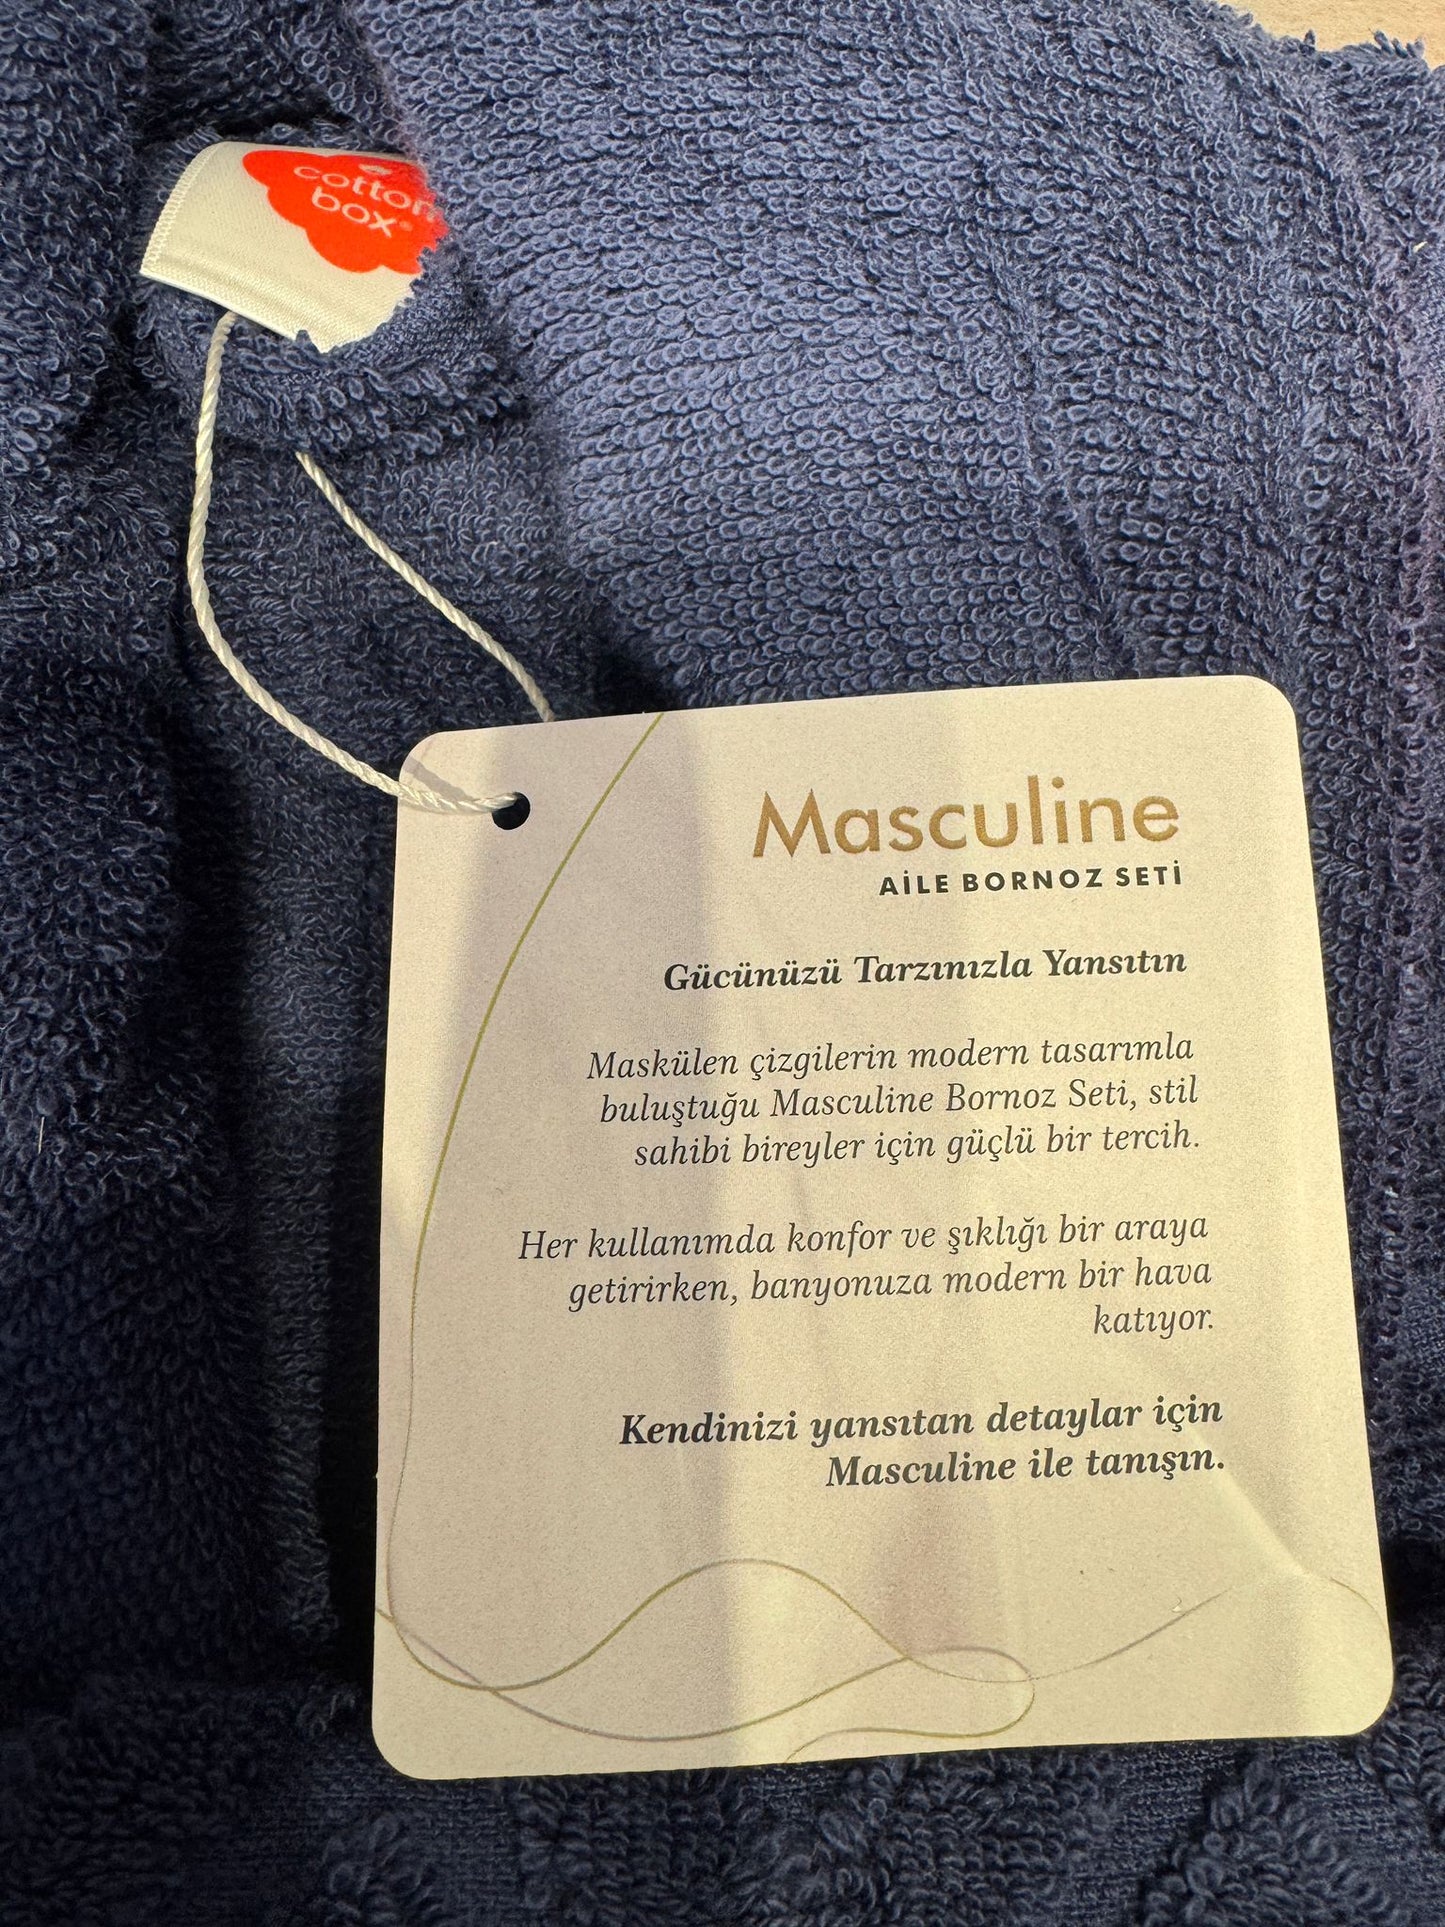 cotton
box
Masculine
AİLE BORNOZ SETİ
Gücünüzü Tarzınızla Yansıtın
Maskülen çizgilerin modern tasarımla
buluştuğu Masculine Bornoz Seti, stil
sahibi bireyler için güçlü bir tercih.
Her kullanımda konfor ve şıklığı bir araya
getirirken, banyonuza modern bir hava
katıyor.
Kendinizi yansıtan detaylar için
Masculine ile tanışın.